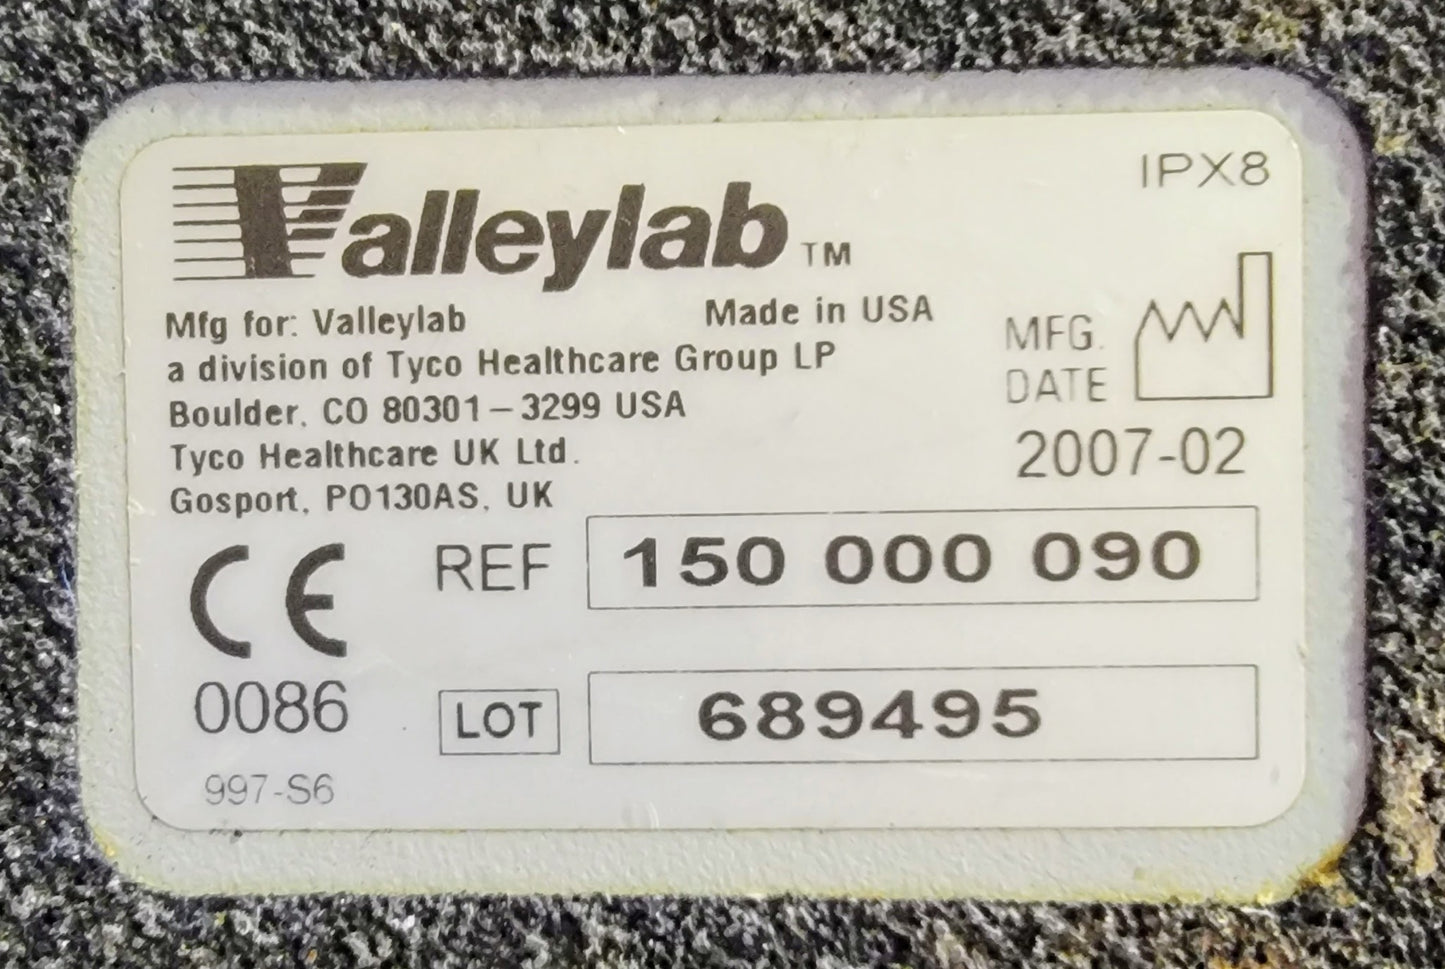 Valleylab™
IPX8
Mfg for: Valleylab Made in USA
a division of Tyco Healthcare Group LP
Boulder, CO 80301–3299 USA
Tyco Healthcare UK Ltd.
Gosport, PO130AS, UK
MFG.
DATE
2007-02
CE
0086
997-S6
REF 150 000 090
LOT 689495